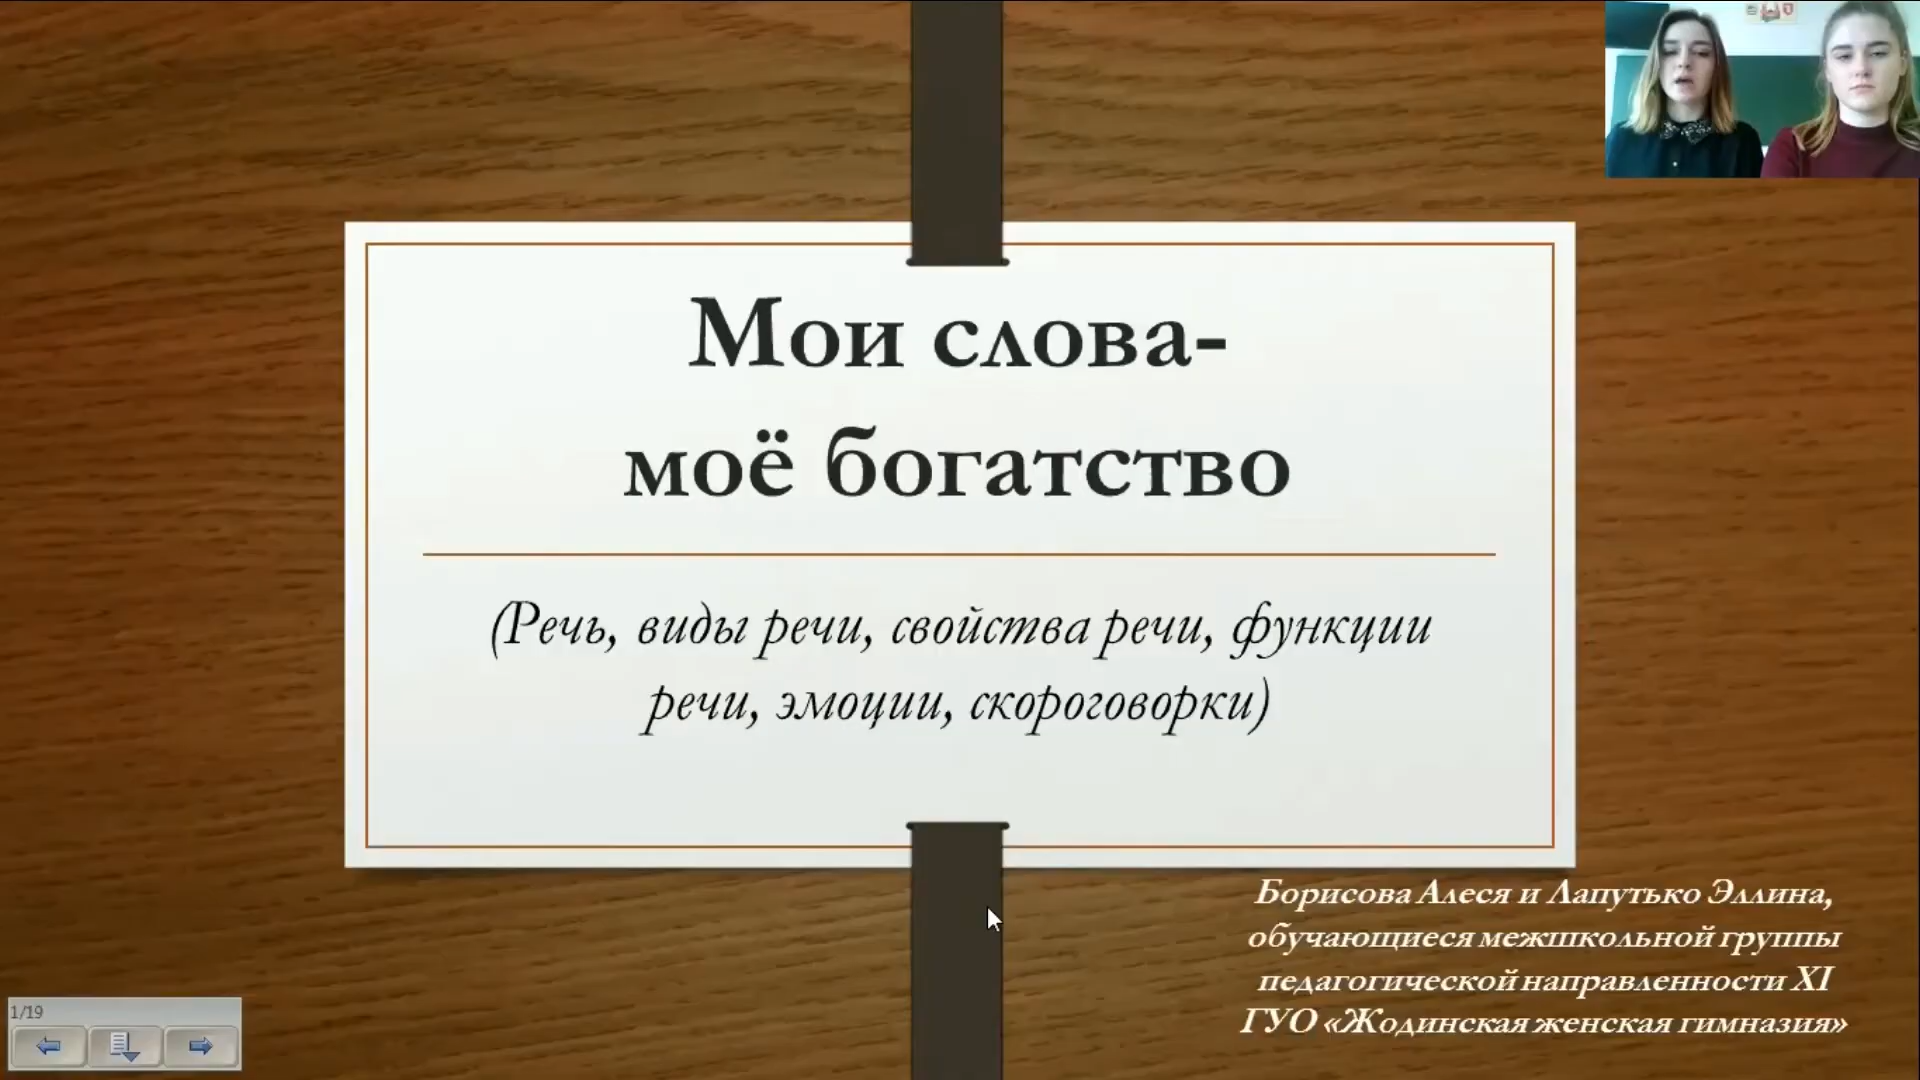 Мои слова-
моё богатство
(Речь, виды речи, свойства речи, функции
речи, эмоции, скороговорки)
Борисова Алеся и Лапутько Эллина,
обучающиеся межшкольной группы
педагогической направленности XI
ГУО «Жодинская женская гимназия»
1/19